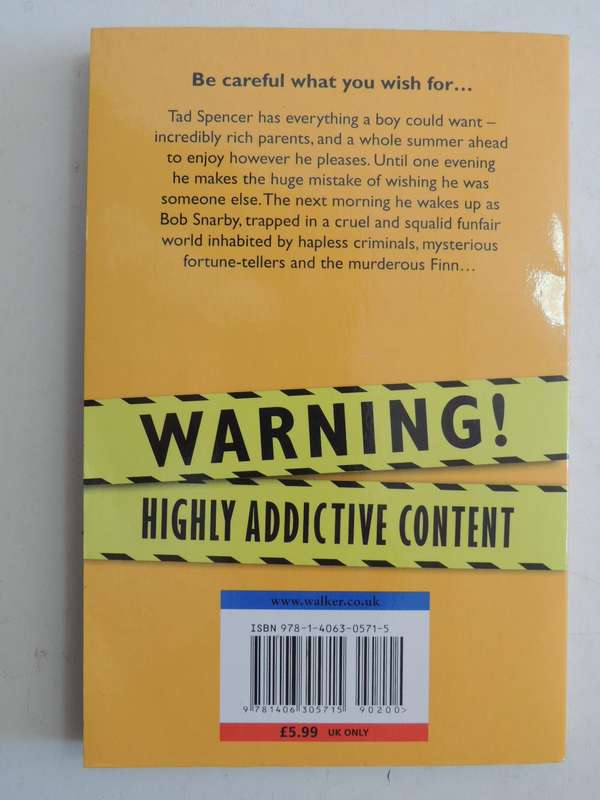 Be careful what you wish for…
Tad Spencer has everything a boy could want –
incredibly rich parents, and a whole summer ahead
to enjoy however he pleases. Until one evening
he makes the huge mistake of wishing he was
someone else. The next morning he wakes up as
Bob Snarby, trapped in a cruel and squalid funfair
world inhabited by hapless criminals, mysterious
fortune-tellers and the murderous Finn…
WARNING!
HIGHLY ADDICTIVE CONTENT
www.walker.co.uk
ISBN 978-1-4063-0571-5
9 781406 305715 90200>
£5.99 UK ONLY